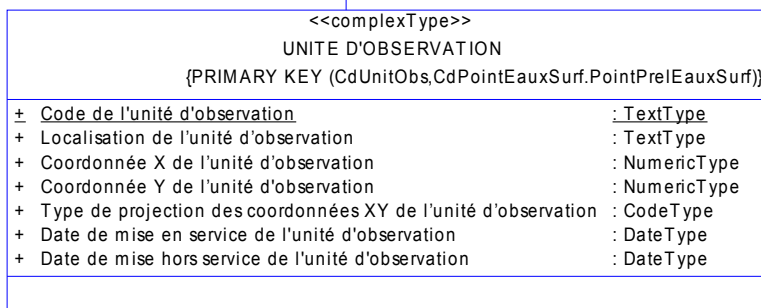 <<complexType>>
UNITE D'OBSERVATION
{PRIMARY KEY (CdUnitObs,CdPointEauxSurf.PointPrelEauxSurf)}
+ Code de l'unité d'observation : TextType
+ Localisation de l’unité d’observation : TextType
+ Coordonnée X de l’unité d’observation : NumericType
+ Coordonnée Y de l’unité d'observation : NumericType
+ Type de projection des coordonnées XY de l’unité d’observation : CodeType
+ Date de mise en service de l'unité d'observation : DateType
+ Date de mise hors service de l'unité d'observation : DateType